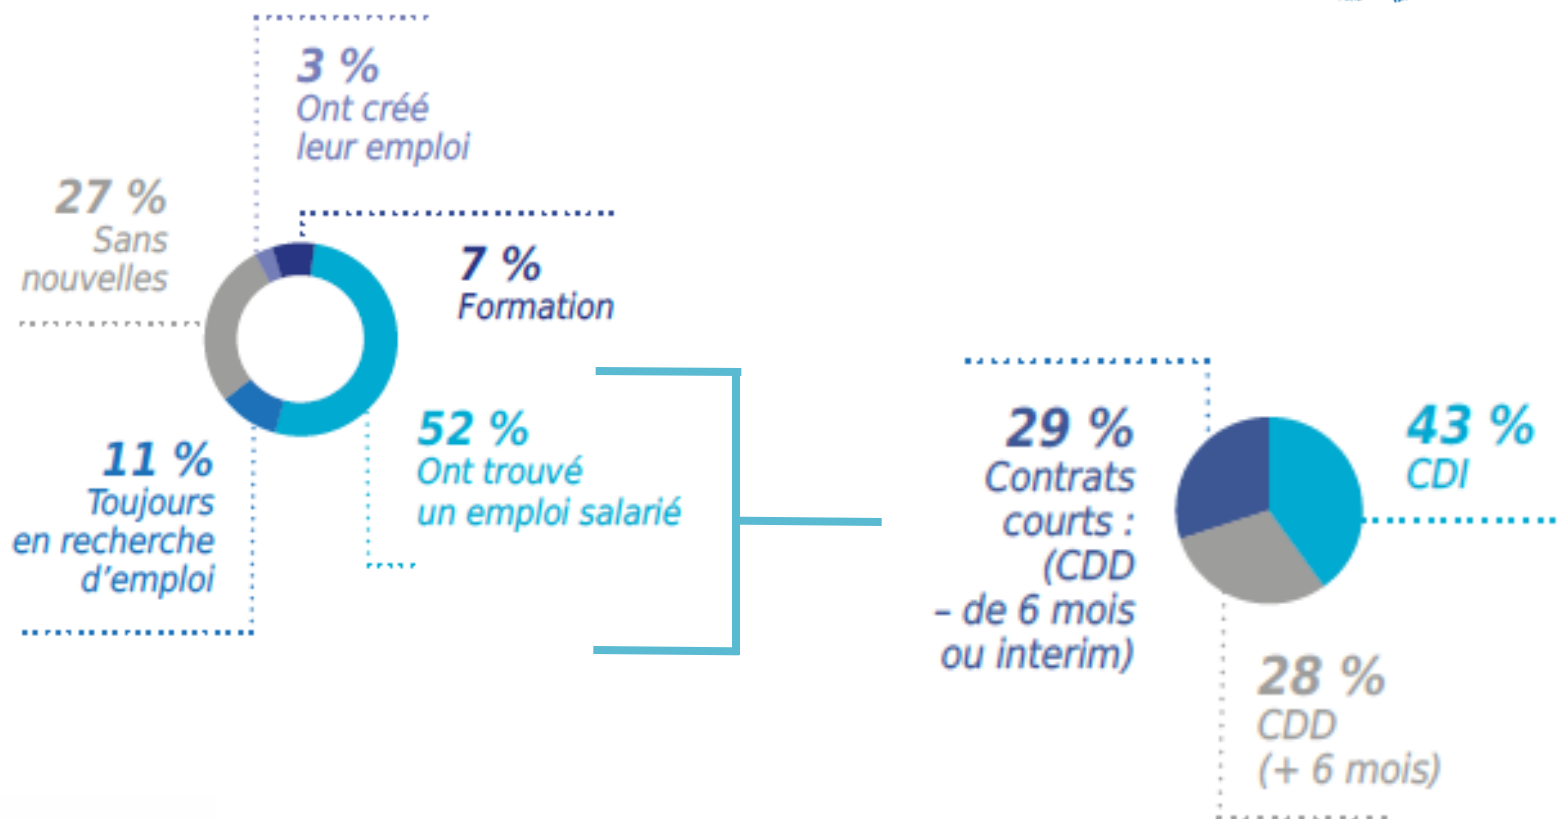 3 %
Ont créé
leur emploi
27 %
Sans
nouvelles
7 %
Formation
52 %
Ont trouvé
un emploi salarié
11 %
Toujours
en recherche
d’emploi
29 %
Contrats
courts :
(CDD
– de 6 mois
ou interim)
43 %
CDI
28 %
CDD
(+ 6 mois)